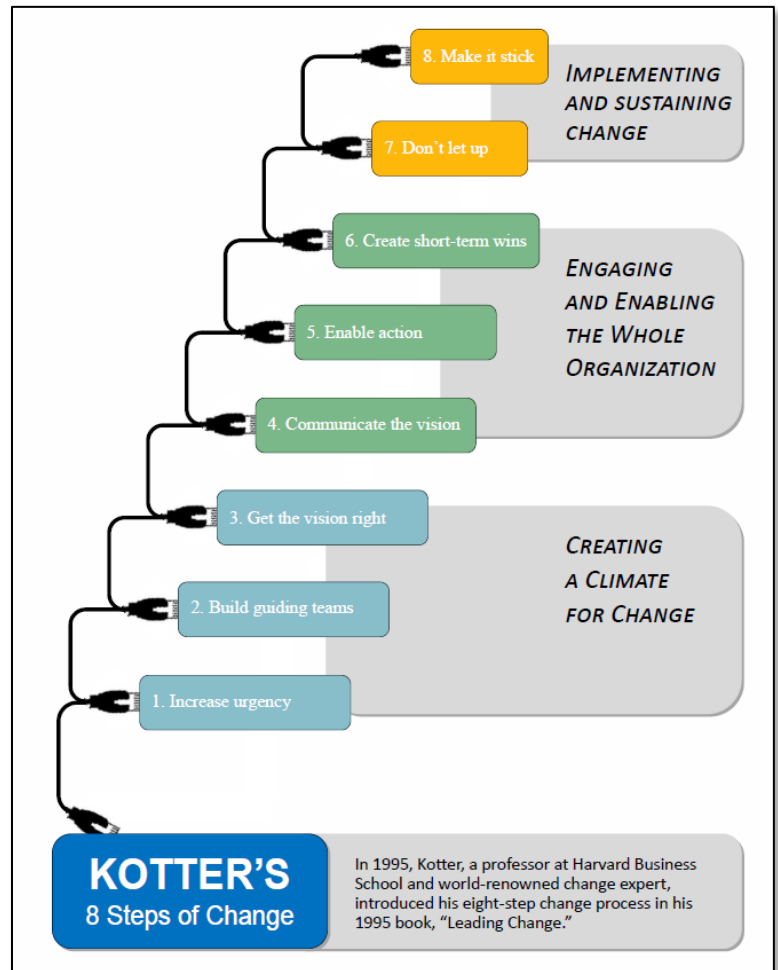 8. Make it stick
IMPLEMENTING
AND SUSTAINING
CHANGE
7. Don't let up
6. Create short-term wins
ENGAGING
AND ENABLING
THE WHOLE
ORGANIZATION
5. Enable action
4. Communicate the vision
3. Get the vision right
CREATING
A CLIMATE
FOR CHANGE
2. Build guiding teams
1. Increase urgency
KOTTER'S
8 Steps of Change
In 1995, Kotter, a professor at Harvard Business
School and world-renowned change expert,
introduced his eight-step change process in his
1995 book, “Leading Change.”